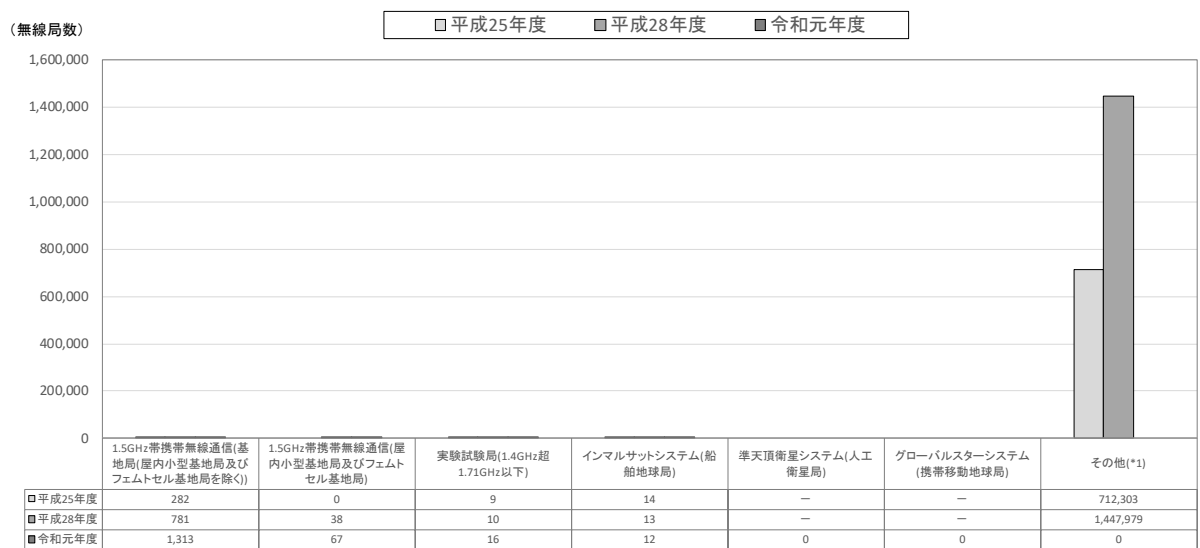 （無線局数）
□平成25年度 ■平成28年度 ■令和元年度
1,600,000
1,400,000
1,200,000
1,000,000
800,000
600,000
400,000
200,000
0
1.5GHz帯携帯無線通信(基
地局(屋内小型基地局及び
フェムトセル基地局を除く))
1.5GHz帯携帯無線通信(屋
内小型基地局及びフェムト
セル基地局)
実験試験局(1.4GHz超
1.71GHz以下)
インマルサットシステム(船
舶地球局)
準天頂衛星システム(人工
衛星局)
グローバルスターシステム
(携帯移動地球局)
その他(*1)
□平成25年度 282 0 9 14 － － 712,303
■平成28年度 781 38 10 13 － － 1,447,979
■令和元年度 1,313 67 16 12 0 0 0